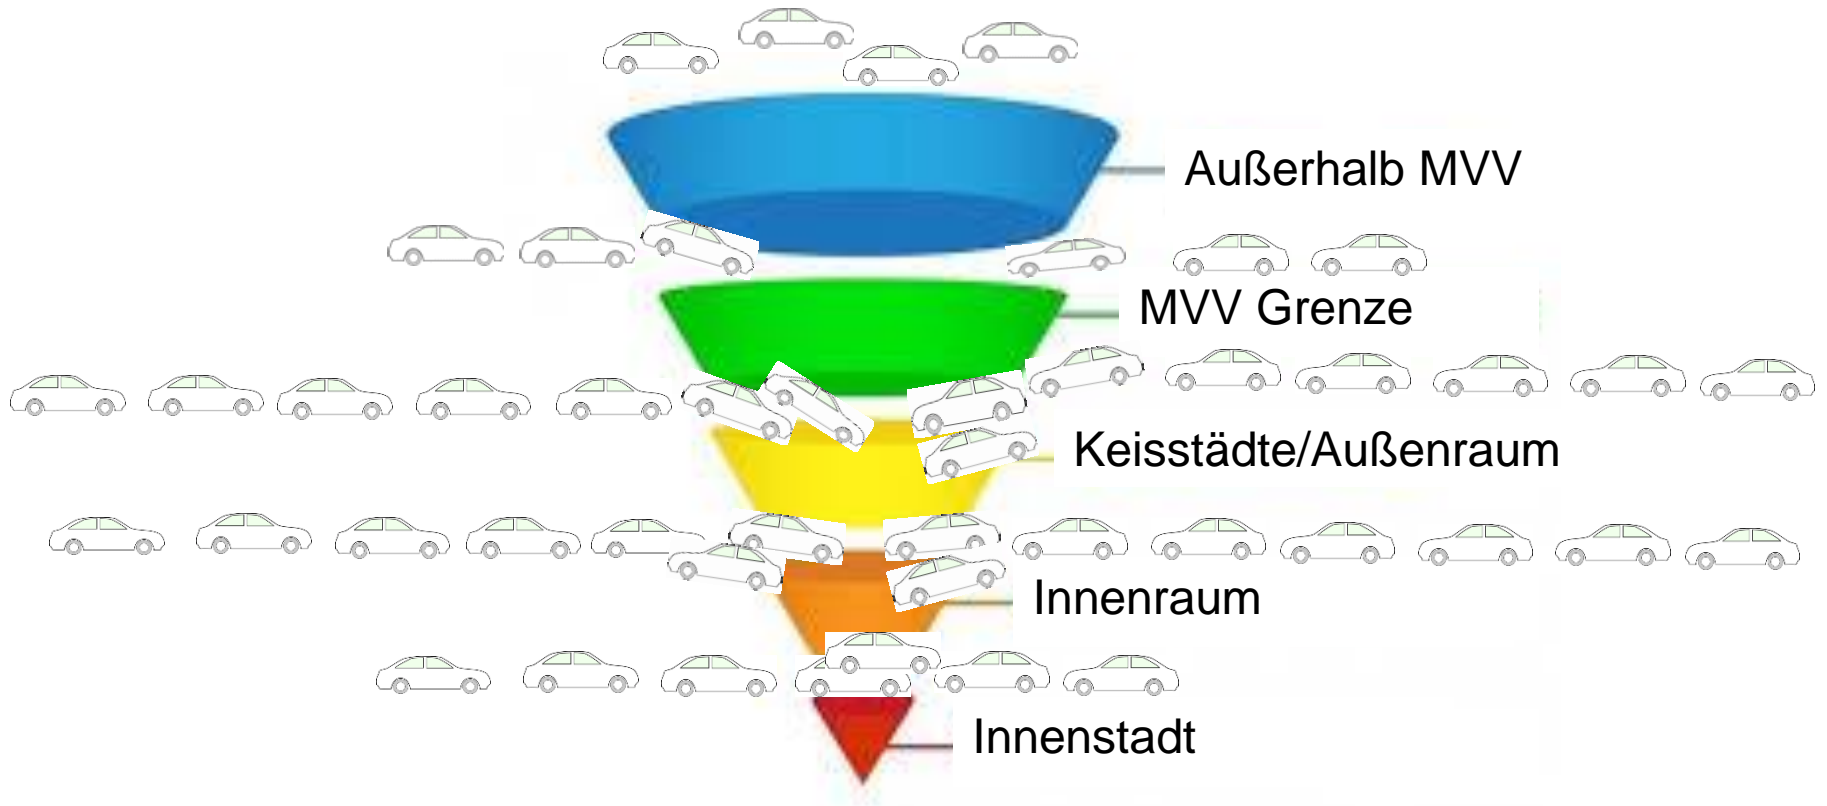 Außerhalb MVV
MVV Grenze
Keisstädte/Außenraum
Innenraum
Innenstadt